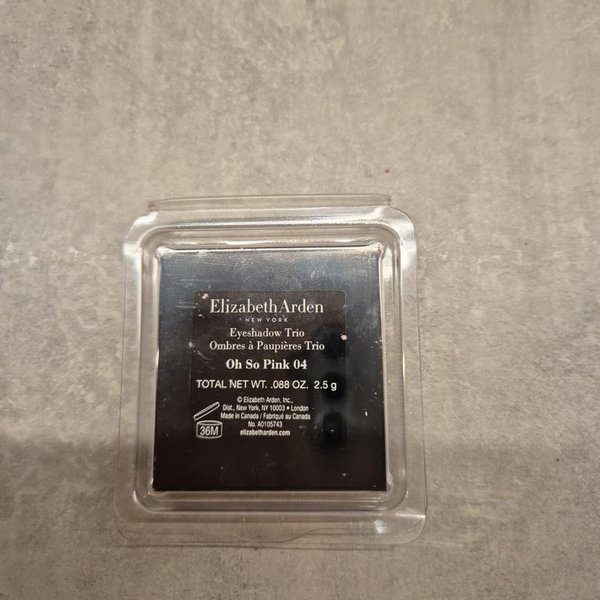 Elizabeth Arden
NEW YORK
Eyeshadow Trio
Ombres à Paupières Trio
Oh So Pink 04
TOTAL NET WT. .088 OZ. 2.5 g
© Elizabeth Arden, Inc.,
Dist., New York, NY 10003 • London
Made in Canada / Fabriqué au Canada
No. A0105743
elizabetharden.com
36M